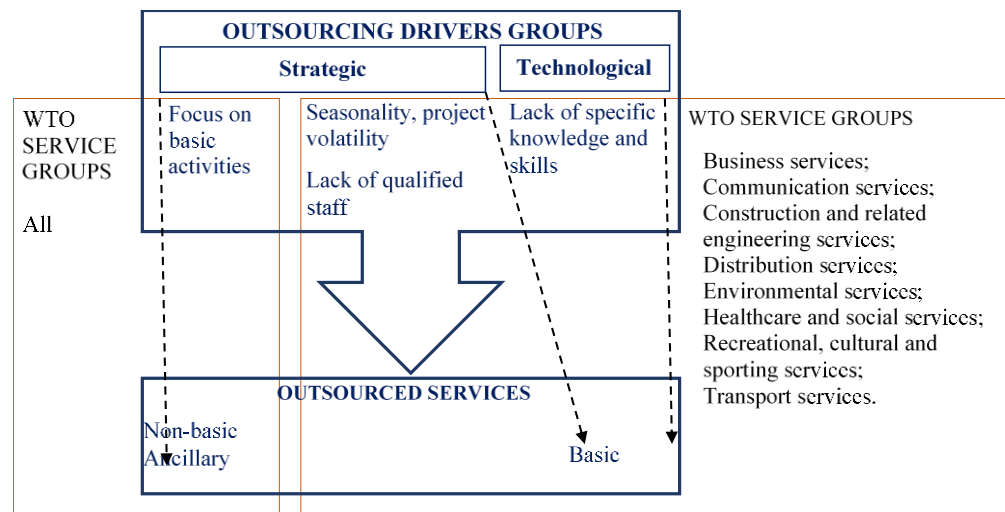 OUTSOURCING DRIVERS GROUPS
Strategic
Technological
WTO
SERVICE
GROUPS
All
Focus on
basic
activities
Seasonality, project
volatility
Lack of qualified
staff
Lack of specific
knowledge and
skills
WTO SERVICE GROUPS
Business services;
Communication services;
Construction and related
engineering services;
Distribution services;
Environmental services;
Healthcare and social services;
Recreational, cultural and
sporting services;
Transport services.
OUTSOURCED SERVICES
Non-basic
Ancillary
Basic